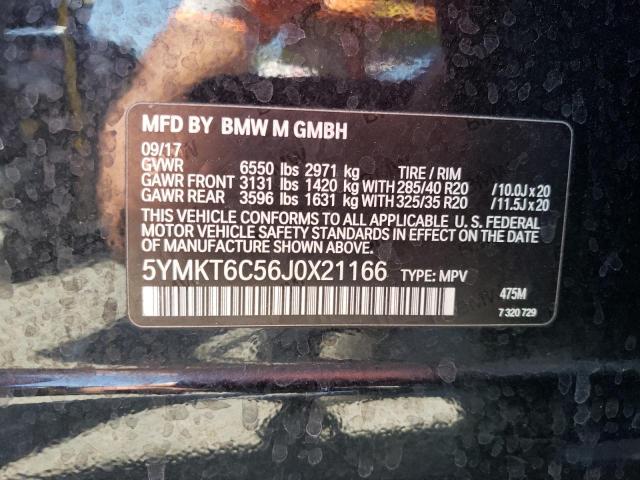 MFD BY BMW M GMBH
09/17
GVWR 6550 lbs 2971 kg TIRE / RIM
GAWR FRONT 3131 lbs 1420 kg WITH 285/40 R20 /10.0J x 20
GAWR REAR 3596 lbs 1631 kg WITH 325/35 R20 /11.5J x 20
THIS VEHICLE CONFORMS TO ALL APPLICABLE U.S. FEDERAL
MOTOR VEHICLE SAFETY AND THEFT PREVENTION STANDARDS
IN EFFECT ON THE DATE OF MANUFACTURE SHOWN ABOVE.
5YMKT6C56J0X21166 TYPE: MPV
475M
7 320 729